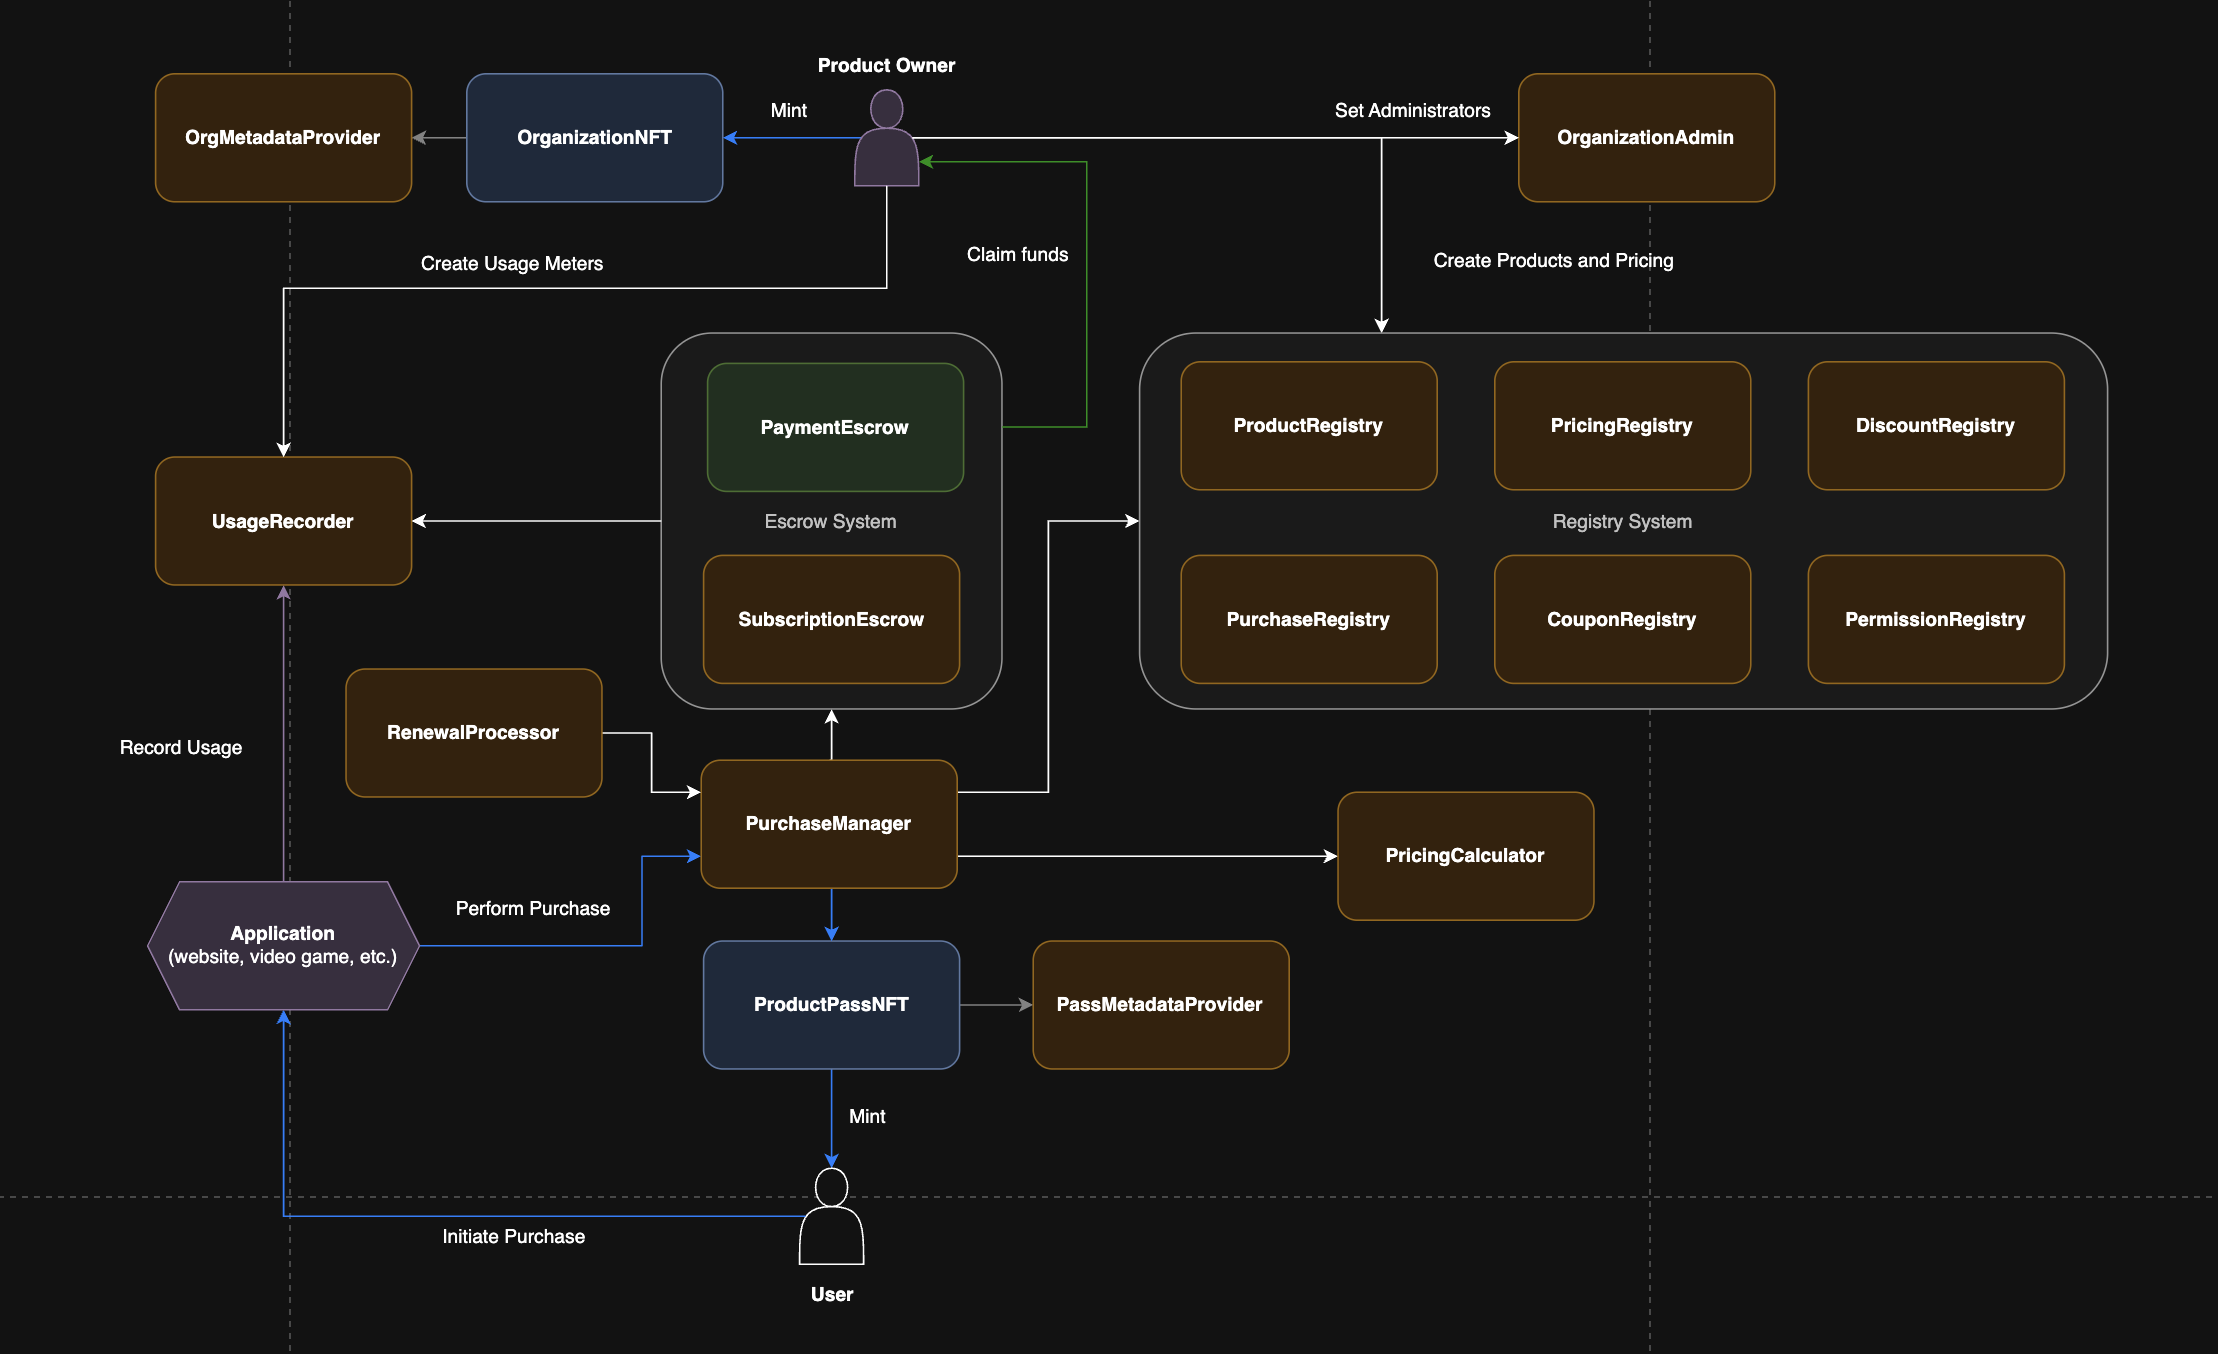 Product Owner
OrgMetadataProvider
OrganizationNFT
Mint
Set Administrators
OrganizationAdmin
Create Usage Meters
Claim funds
Create Products and Pricing
PaymentEscrow
ProductRegistry
PricingRegistry
DiscountRegistry
UsageRecorder
Escrow System
Registry System
SubscriptionEscrow
PurchaseRegistry
CouponRegistry
PermissionRegistry
RenewalProcessor
Record Usage
PurchaseManager
PricingCalculator
Perform Purchase
Application
(website, video game, etc.)
ProductPassNFT
PassMetadataProvider
Mint
Initiate Purchase
User